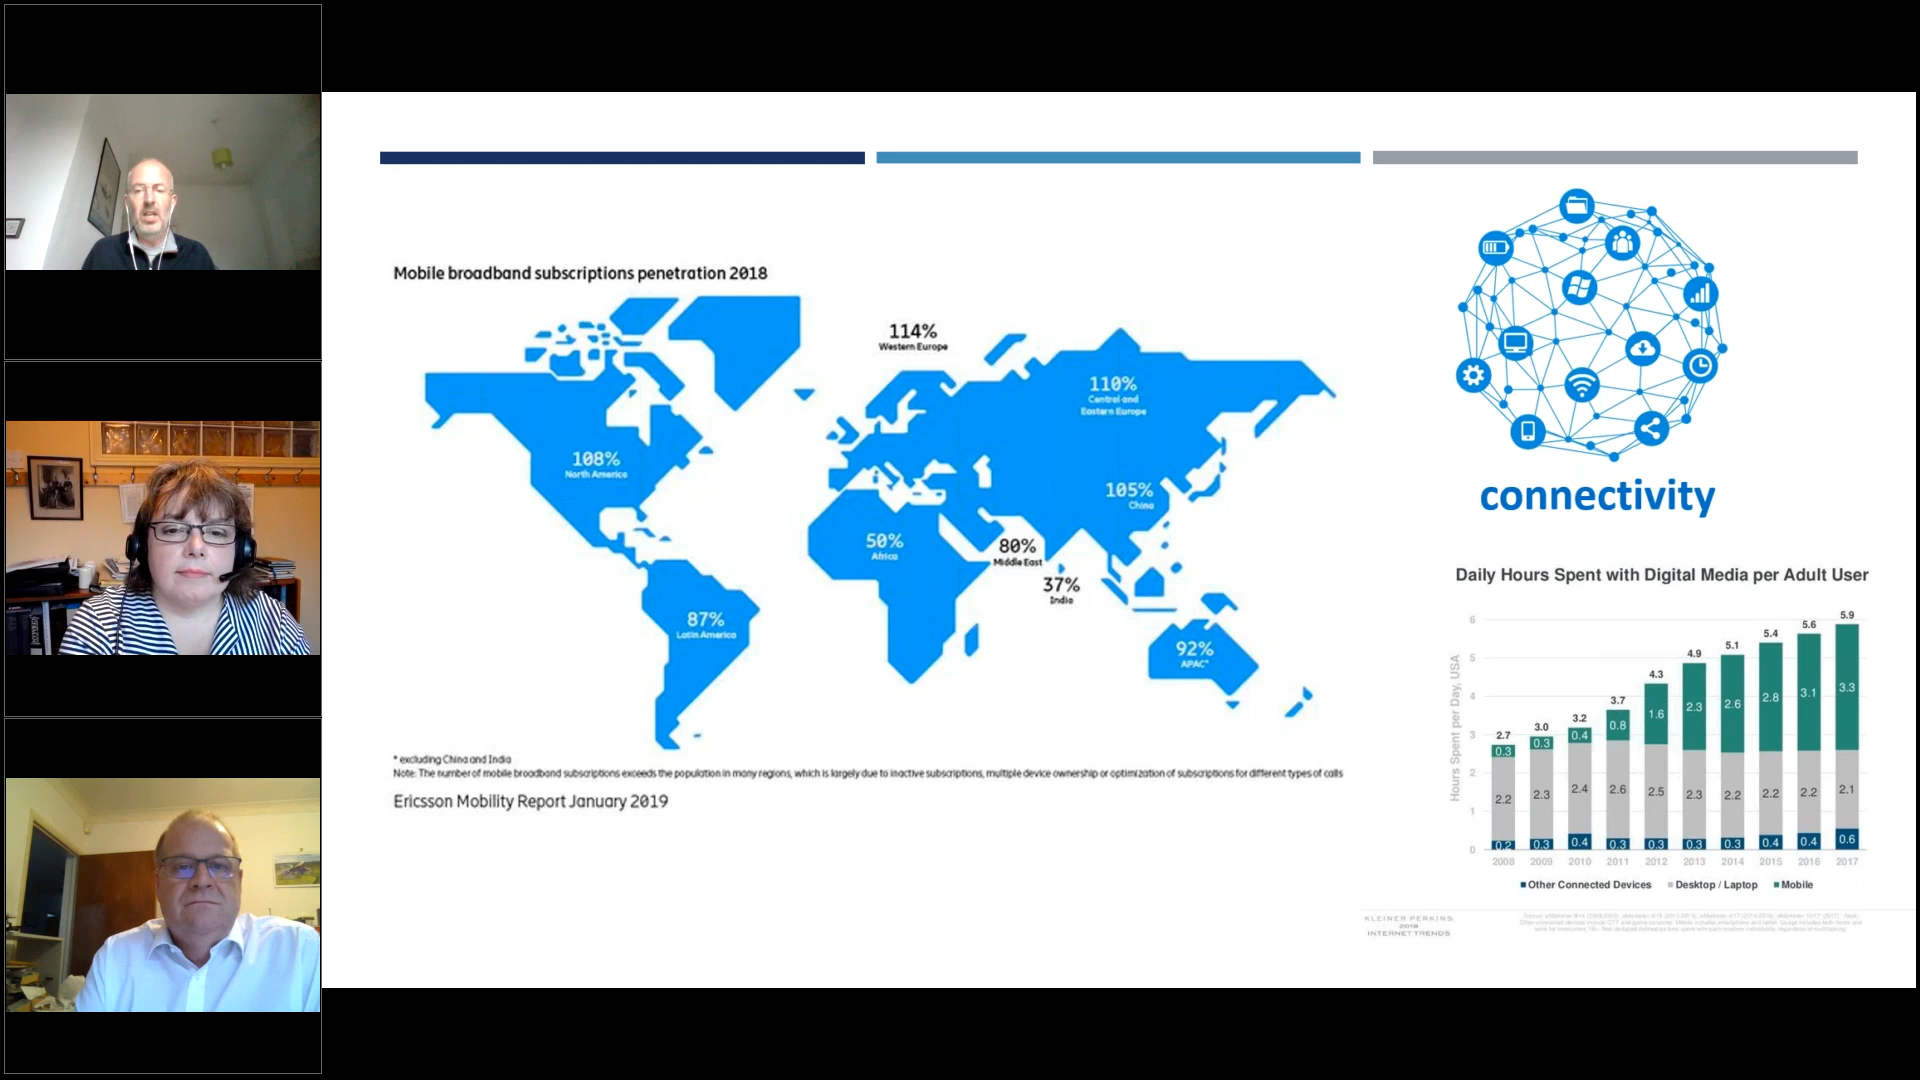 Mobile broadband subscriptions penetration 2018
114%
Western Europe
110%
Central and
Eastern Europe
108%
North America
105%
China
50%
Africa
80%
Middle East
37%
India
87%
Latin America
92%
APAC*
* excluding China and India
Note: The number of mobile broadband subscriptions exceeds the population in many regions, which is largely due to inactive subscriptions, multiple device ownership or optimization of subscriptions for different types of calls
Ericsson Mobility Report January 2019
connectivity
Daily Hours Spent with Digital Media per Adult User
Hours Spent per Day, USA
6
5
4
3
2
1
0
2.7 3.0 3.2 3.7 4.3 4.9 5.1 5.4 5.6 5.9
0.3 0.3 0.4 0.8 1.6 2.3 2.6 2.8 3.1 3.3
2.2 2.3 2.4 2.6 2.5 2.3 2.2 2.2 2.2 2.1
0.2 0.3 0.4 0.3 0.3 0.3 0.3 0.4 0.4 0.6
2008 2009 2010 2011 2012 2013 2014 2015 2016 2017
Other Connected Devices Desktop / Laptop Mobile
KLEINER PERKINS
2018
INTERNET TRENDS